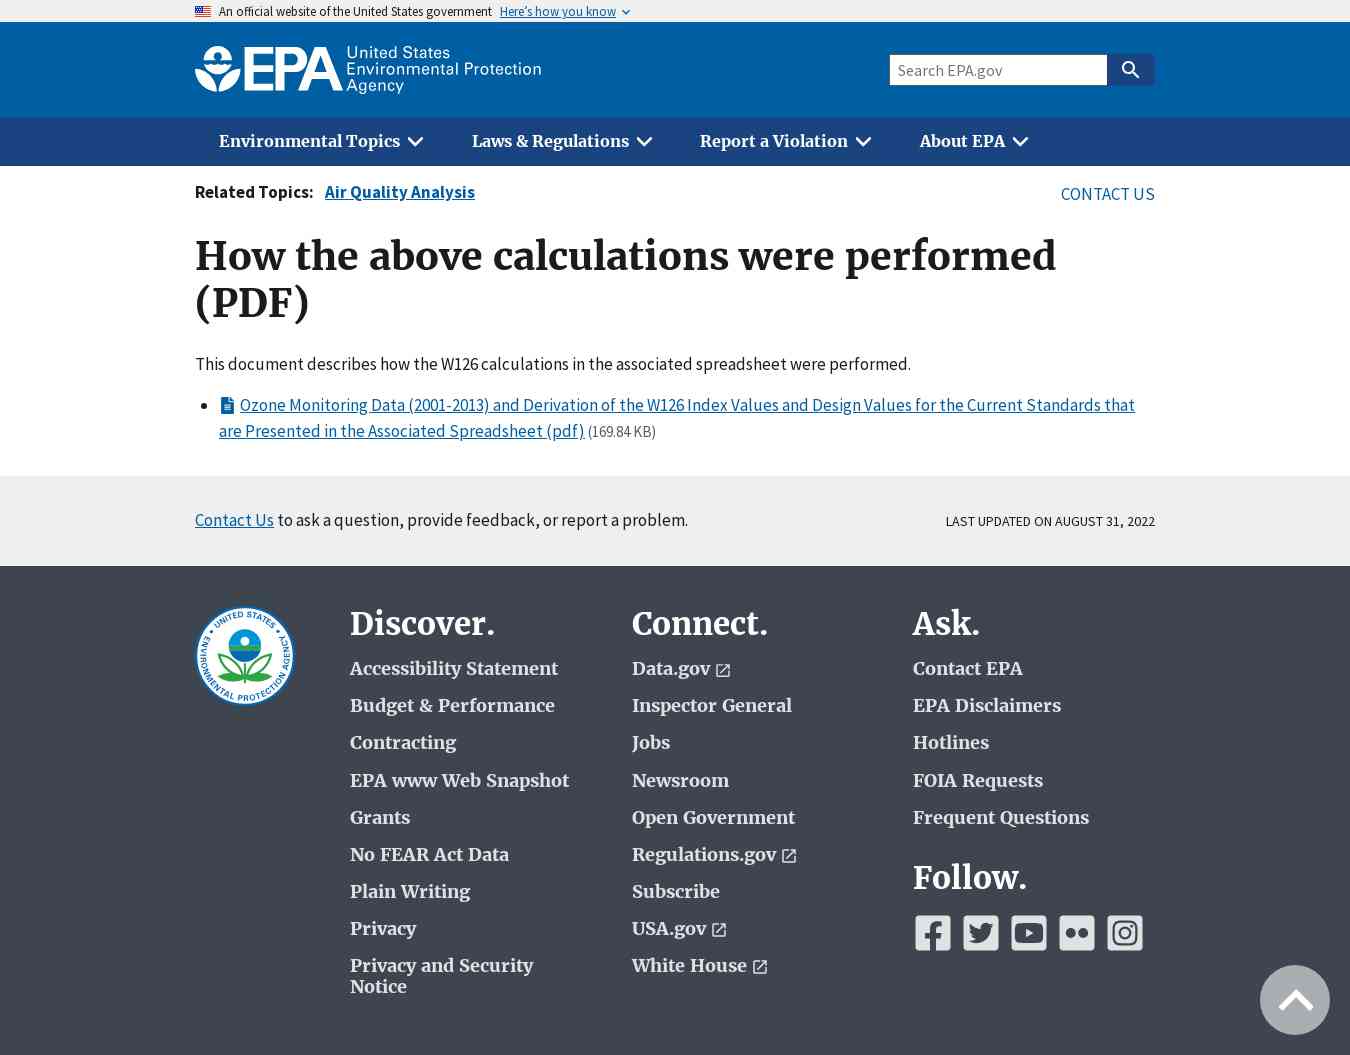 An official website of the United States government Here's how you know
EPA United States
Environmental Protection
Agency
Search EPA.gov
Environmental Topics
Laws & Regulations
Report a Violation
About EPA
Related Topics: Air Quality Analysis
CONTACT US
How the above calculations were performed
(PDF)
This document describes how the W126 calculations in the associated spreadsheet were performed.
Ozone Monitoring Data (2001-2013) and Derivation of the W126 Index Values and Design Values for the Current Standards that
are Presented in the Associated Spreadsheet (pdf) (169.84 KB)
Contact Us to ask a question, provide feedback, or report a problem.
LAST UPDATED ON AUGUST 31, 2022
UNITED STATES
ENVIRONMENTAL PROTECTION AGENCY
Discover.
Accessibility Statement
Budget & Performance
Contracting
EPA www Web Snapshot
Grants
No FEAR Act Data
Plain Writing
Privacy
Privacy and Security
Notice
Connect.
Data.gov
Inspector General
Jobs
Newsroom
Open Government
Regulations.gov
Subscribe
USA.gov
White House
Ask.
Contact EPA
EPA Disclaimers
Hotlines
FOIA Requests
Frequent Questions
Follow.